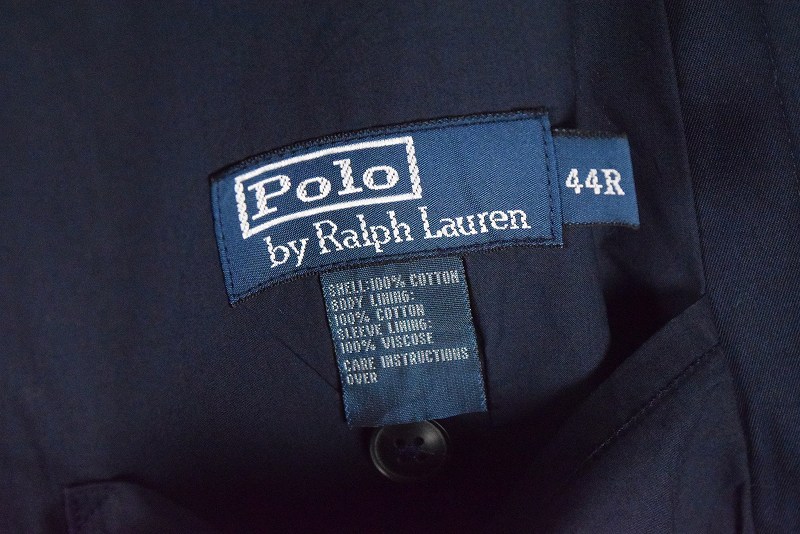 Polo
by Ralph Lauren
44R
SHELL:100% COTTON
BODY LINING:
100% COTTON
SLEEVE LINING:
100% VISCOSE
CARE INSTRUCTIONS
OVER